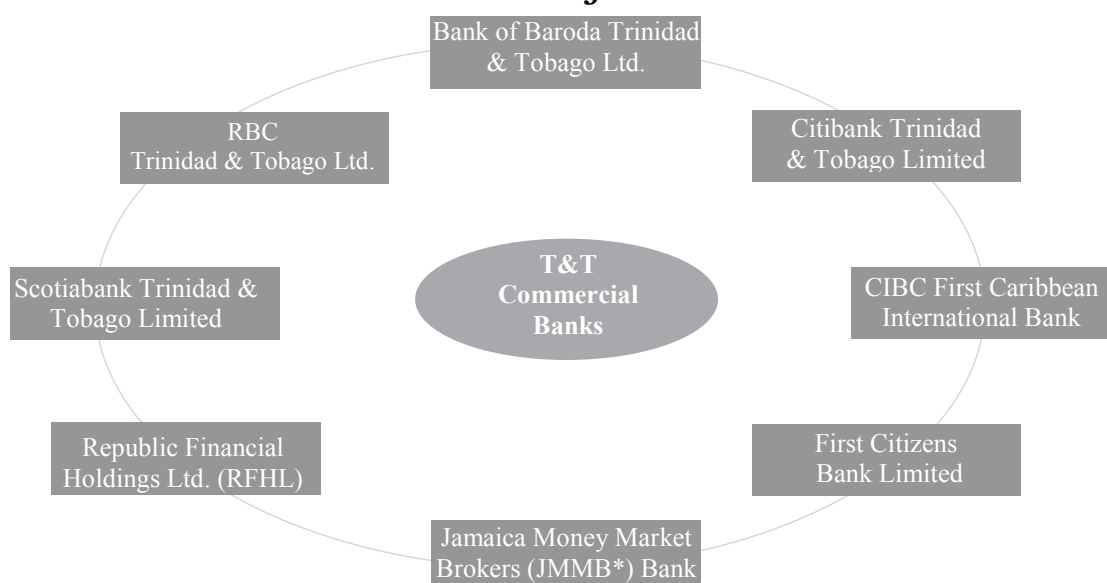 Bank of Baroda Trinidad
& Tobago Ltd.
Citibank Trinidad
& Tobago Limited
CIBC First Caribbean
International Bank
First Citizens
Bank Limited
Jamaica Money Market
Brokers (JMMB*) Bank
Republic Financial
Holdings Ltd. (RFHL)
Scotiabank Trinidad &
Tobago Limited
RBC
Trinidad & Tobago Ltd.
T&T
Commercial
Banks